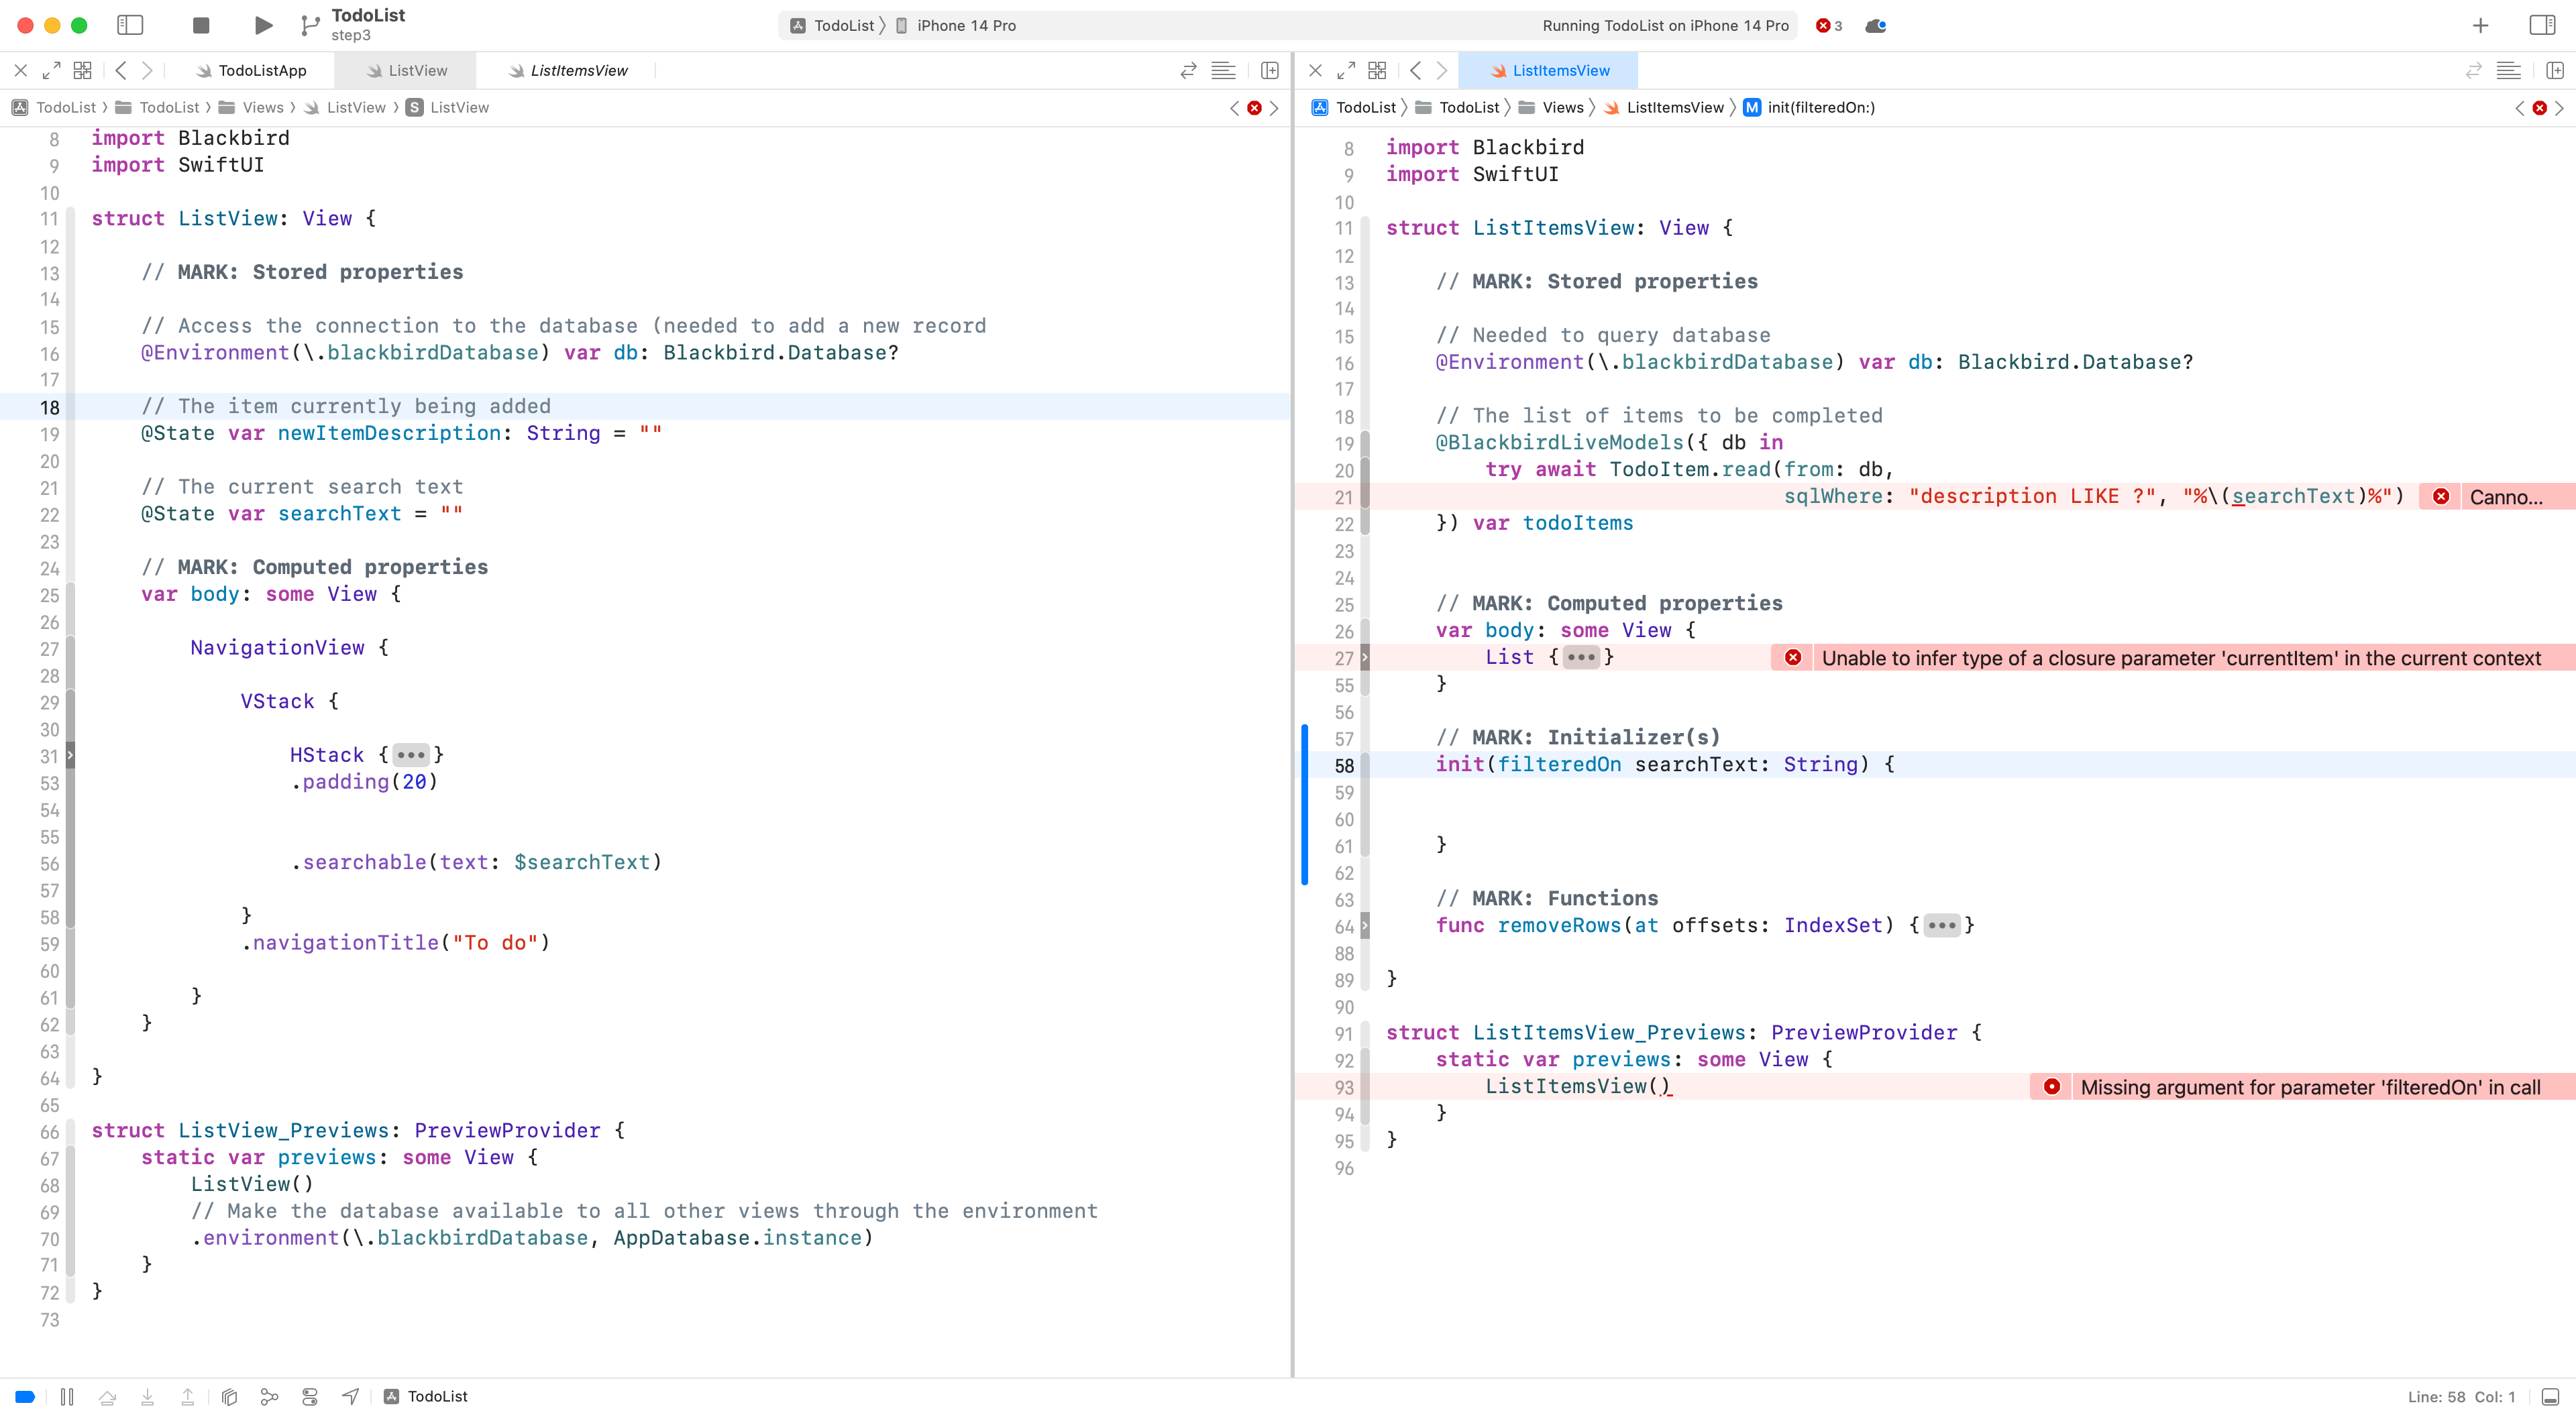 TodoList
step3
TodoList
iPhone 14 Pro
Running TodoList on iPhone 14 Pro
3
TodoListApp
ListView
ListItemsView
TodoList
TodoList
Views
ListView
S
ListView
8 import Blackbird
9 import SwiftUI
10
11 struct ListView: View {
12
13 // MARK: Stored properties
14
15 // Access the connection to the database (needed to add a new record
16 @Environment(\.blackbirdDatabase) var db: Blackbird.Database?
17
18 // The item currently being added
19 @State var newItemDescription: String = ""
20
21 // The current search text
22 @State var searchText = ""
23
24 // MARK: Computed properties
25 var body: some View {
26
27 NavigationView {
28
29 VStack {
30
31 HStack {•••}
53 .padding(20)
54
55
56 .searchable(text: $searchText)
57
58 }
59 .navigationTitle("To do")
60
61 }
62 }
63
64 }
65
66 struct ListView_Previews: PreviewProvider {
67 static var previews: some View {
68 ListView()
69 // Make the database available to all other views through the environment
70 .environment(\.blackbirdDatabase, AppDatabase.instance)
71 }
72 }
73
ListItemsView
TodoList
TodoList
Views
ListItemsView
M
init(filteredOn:)
8 import Blackbird
9 import SwiftUI
10
11 struct ListItemsView: View {
12
13 // MARK: Stored properties
14
15 // Needed to query database
16 @Environment(\.blackbirdDatabase) var db: Blackbird.Database?
17
18 // The list of items to be completed
19 @BlackbirdLiveModels({ db in
20 try await TodoItem.read(from: db,
21 sqlWhere: "description LIKE ?", "%\(searchText)%") Canno...
22 }) var todoItems
23
24
25 // MARK: Computed properties
26 var body: some View {
27 List {•••} Unable to infer type of a closure parameter 'currentItem' in the current context
55 }
56
57 // MARK: Initializer(s)
58 init(filteredOn searchText: String) {
59
60
61 }
62
63 // MARK: Functions
64 func removeRows(at offsets: IndexSet) {•••}
88
89 }
90
91 struct ListItemsView_Previews: PreviewProvider {
92 static var previews: some View {
93 ListItemsView() Missing argument for parameter 'filteredOn' in call
94 }
95 }
96
TodoList
Line: 58 Col: 1